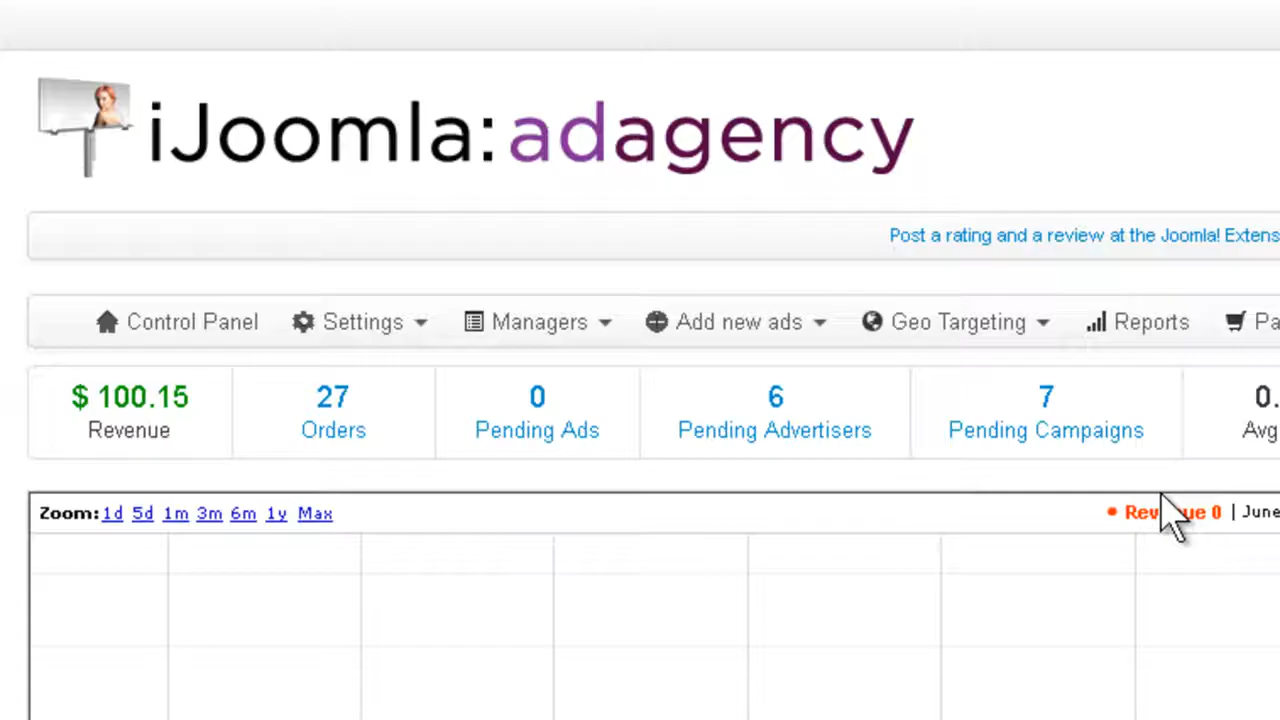 iJoomla:adagency
Post a rating and a review at the Joomla!
Control Panel Settings Managers Add new ads Geo Targeting Reports
$ 100.15 27 0 6 7
Revenue Orders Pending Ads Pending Advertisers Pending Campaigns Avg
Zoom: 1d 5d 1m 3m 6m 1y Max Revenue 0 | June